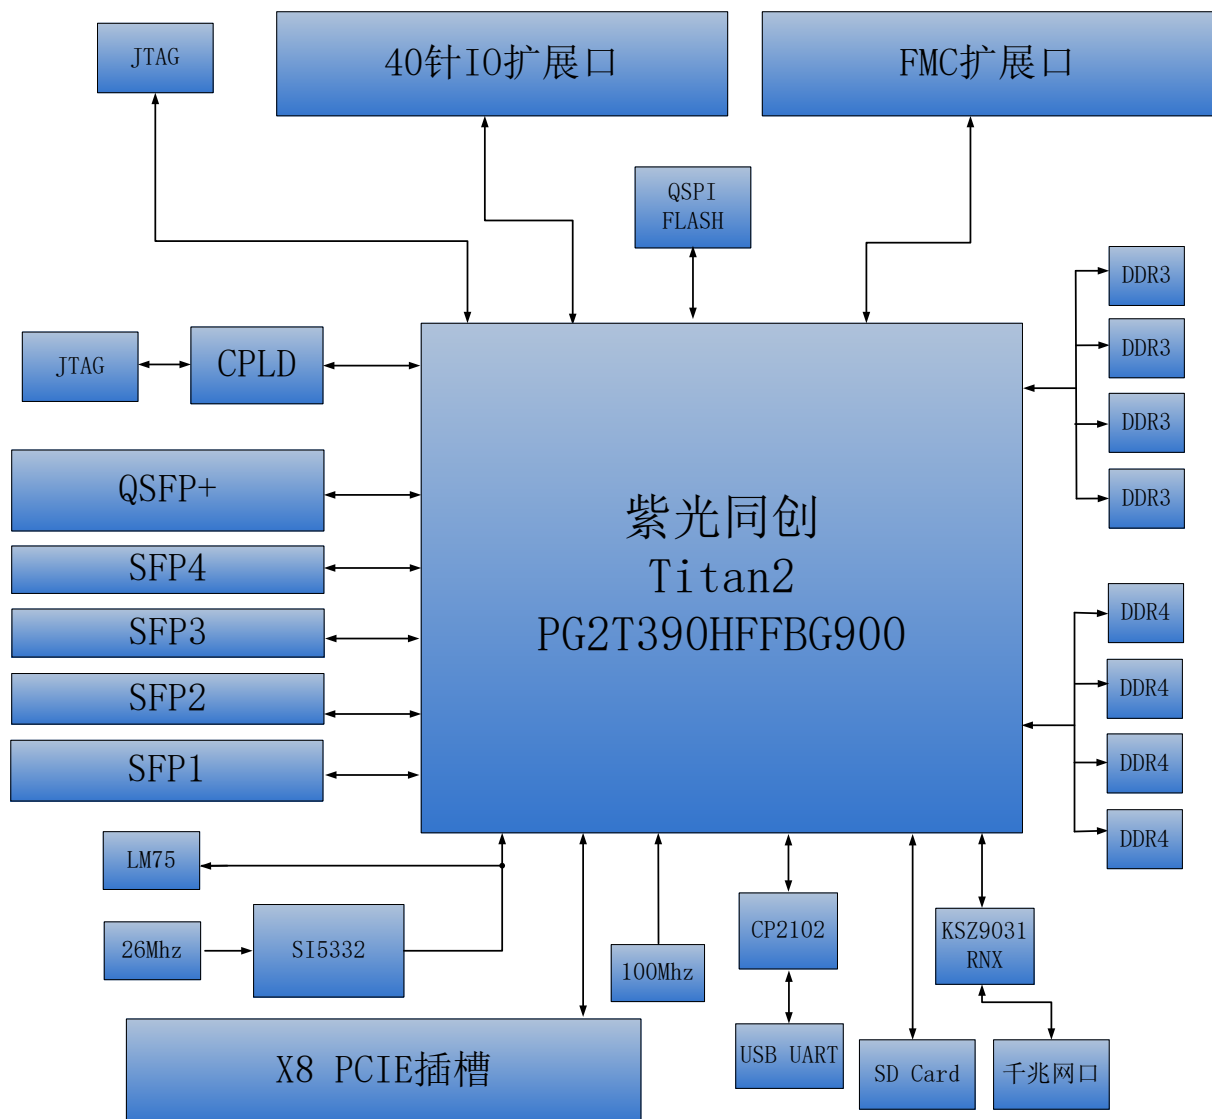 JTAG
40针IO扩展口
FMC扩展口
QSPI
FLASH
DDR3
DDR3
DDR3
DDR3
JTAG
CPLD
QSFP+
SFP4
SFP3
SFP2
SFP1
紫光同创
Titan2
PG2T390HFFBG900
DDR4
DDR4
DDR4
DDR4
LM75
26Mhz
SI5332
100Mhz
CP2102
KSZ9031
RNX
X8 PCIE插槽
USB UART
SD Card
千兆网口